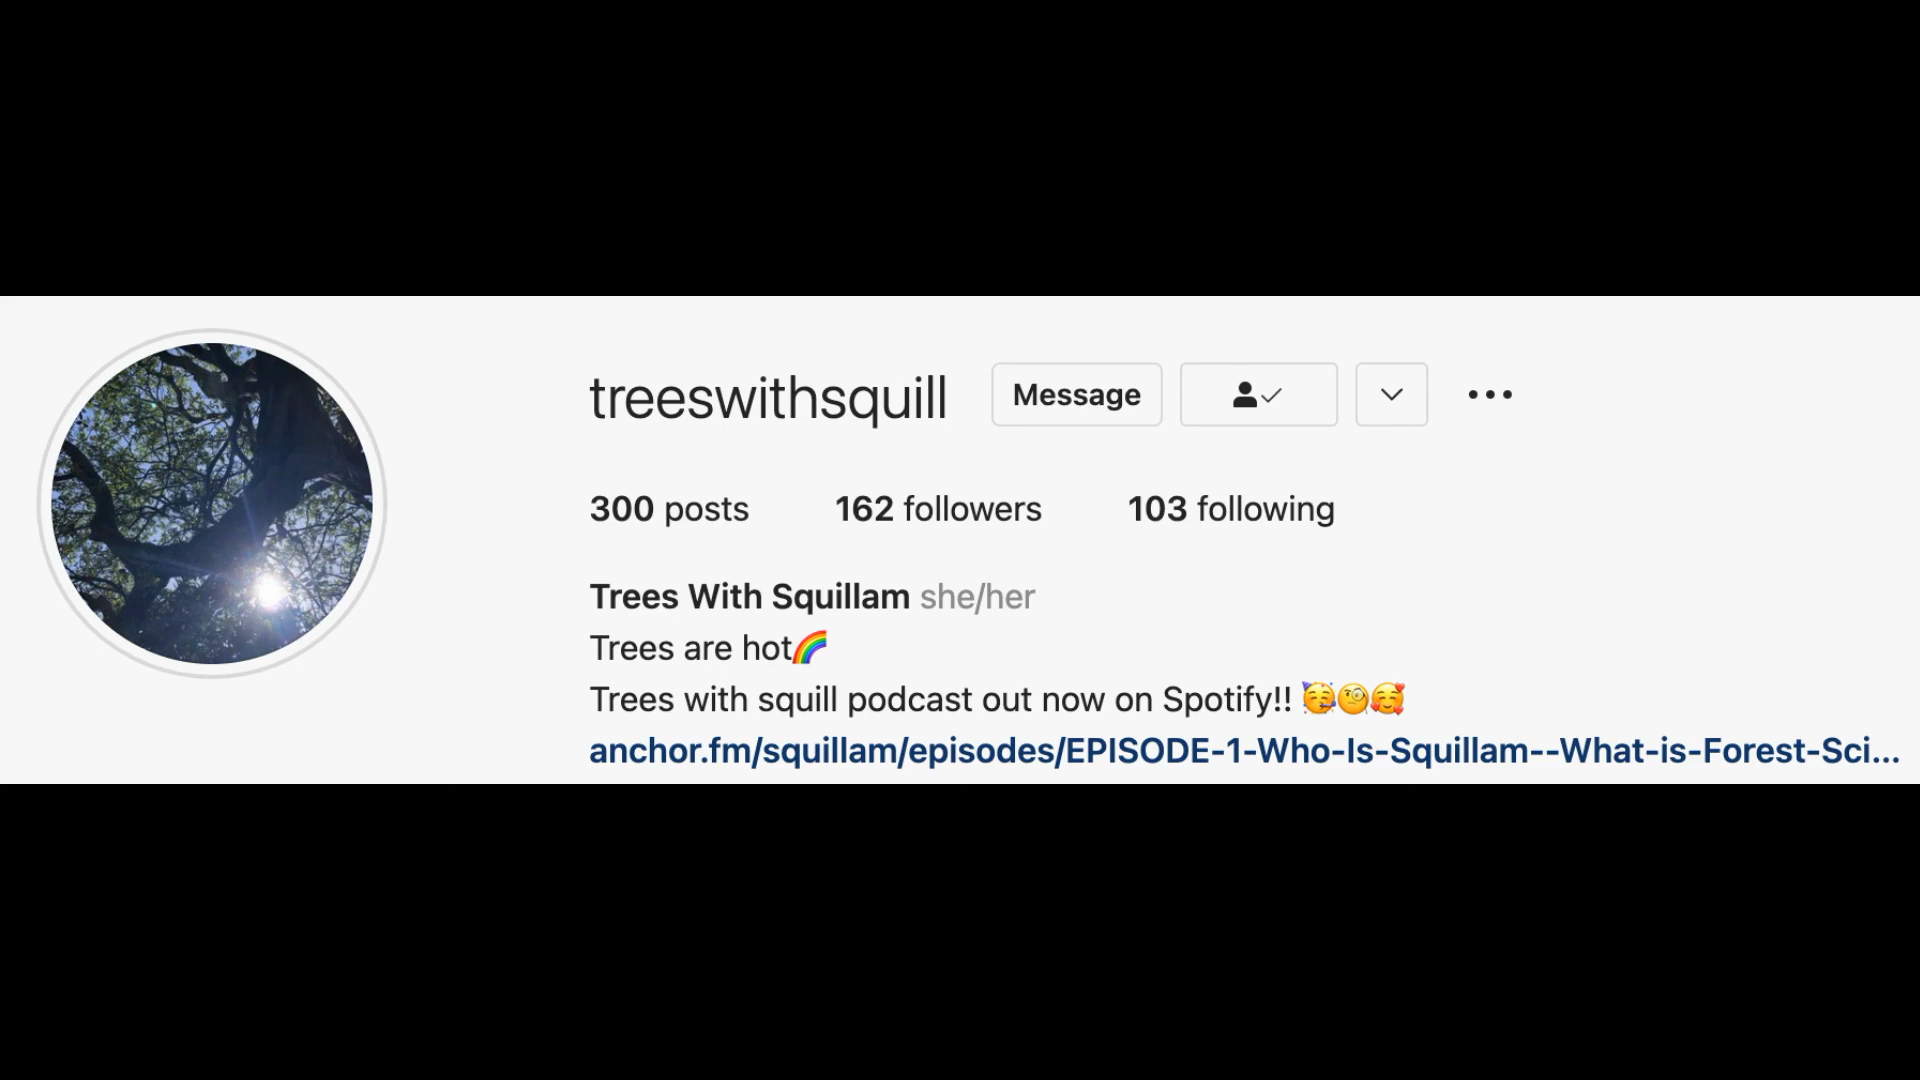 treeswithsquill Message
300 posts 162 followers 103 following
Trees With Squillam she/her
Trees are hot🌈
Trees with squill podcast out now on Spotify!! 🥳🧐🥰
anchor.fm/squillam/episodes/EPISODE-1-Who-Is-Squillam--What-is-Forest-Sci...